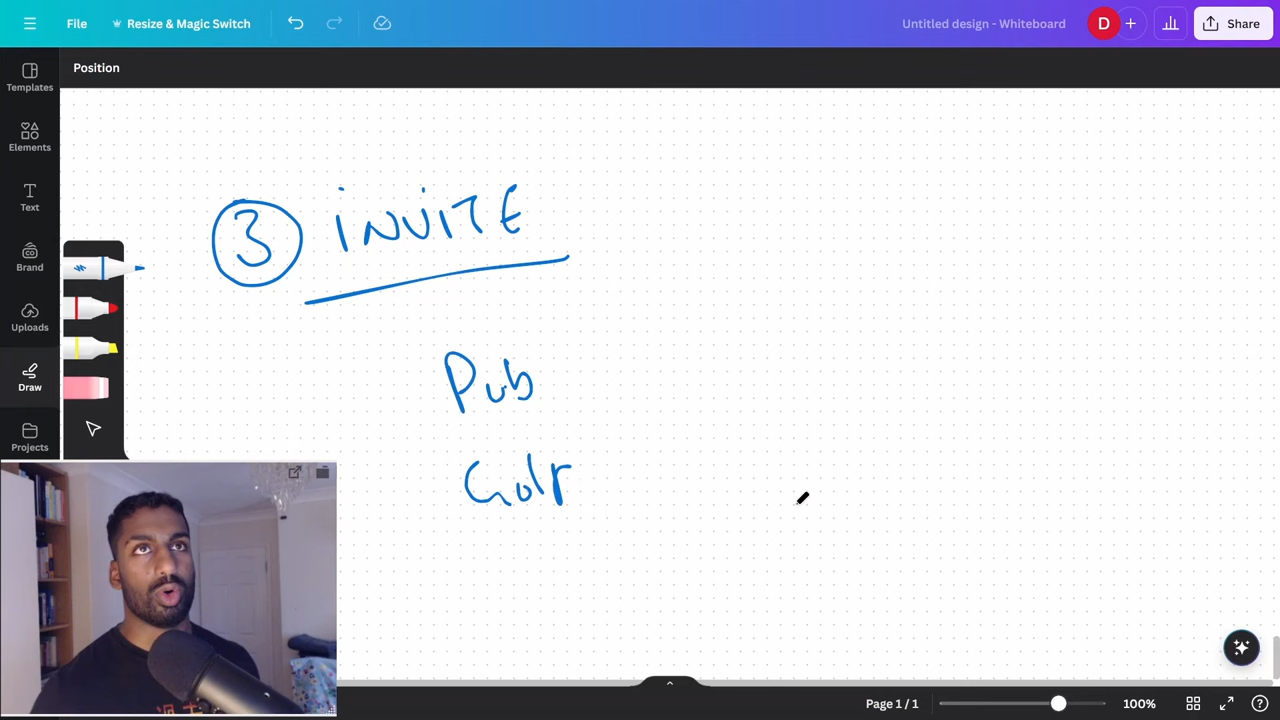 File
Resize & Magic Switch
Untitled design - Whiteboard
D
+
Share
Templates
Position
Elements
Text
Brand
Uploads
Draw
Projects
3 INVITE
Pub
Golf
Page 1 / 1
100%